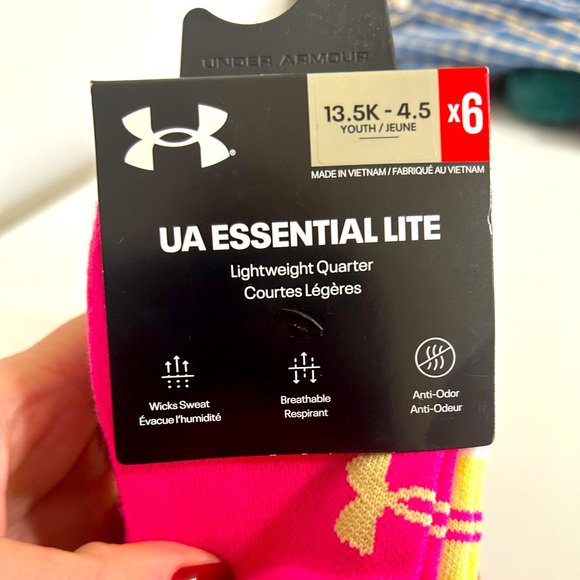 UNDER ARMOUR
13.5K - 4.5
YOUTH / JEUNE
x6
MADE IN VIETNAM / FABRIQUÉ AU VIETNAM
UA ESSENTIAL LITE
Lightweight Quarter
Courtes Légères
Wicks Sweat
Évacue l'humidité
Breathable
Respirant
Anti-Odor
Anti-Odeur